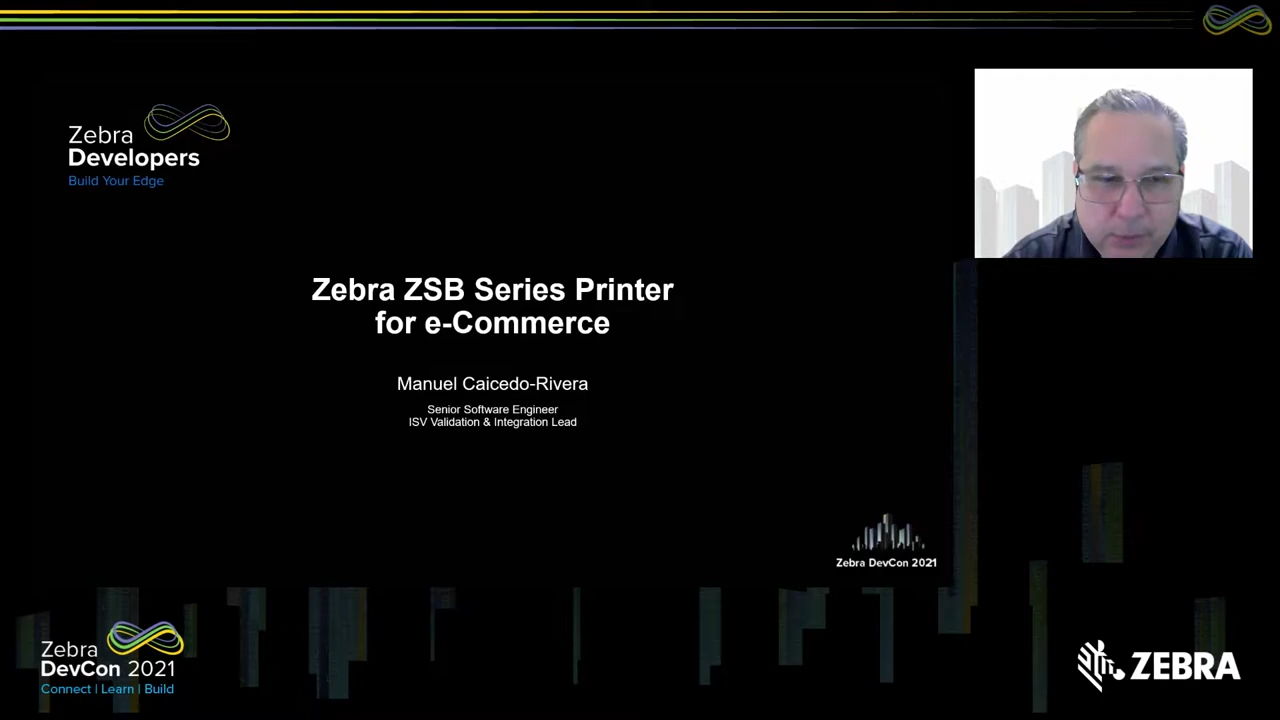 Zebra
Developers
Build Your Edge
Zebra ZSB Series Printer
for e-Commerce
Manuel Caicedo-Rivera
Senior Software Engineer
ISV Validation & Integration Lead
Zebra DevCon 2021
Zebra
DevCon 2021
Connect | Learn | Build
ZEBRA